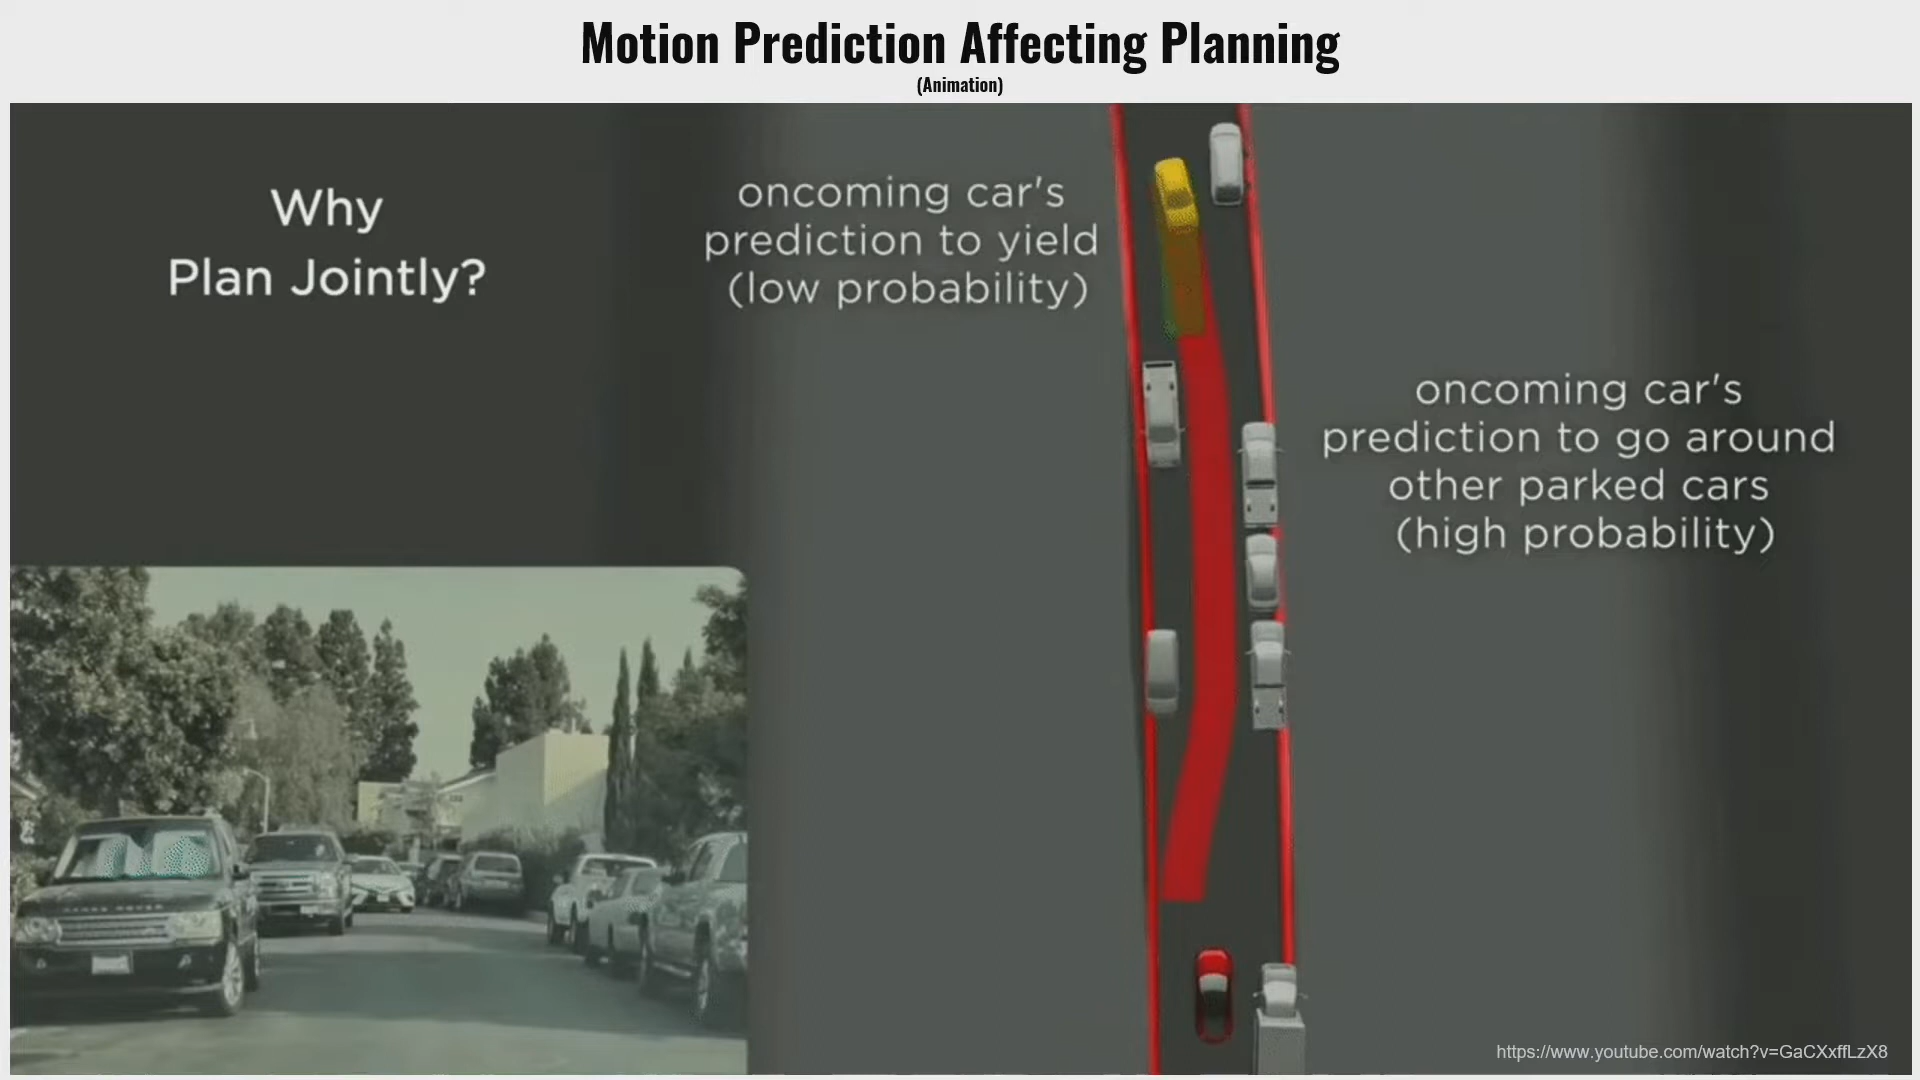 Motion Prediction Affecting Planning
(Animation)
Why
Plan Jointly?
oncoming car's
prediction to yield
(low probability)
oncoming car's
prediction to go around
other parked cars
(high probability)
https://www.youtube.com/watch?v=GaCXxffLzX8